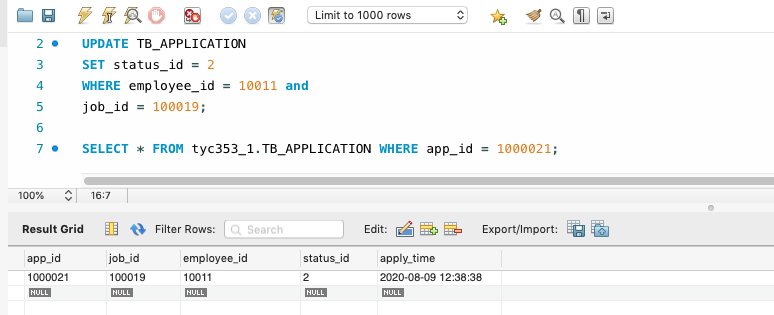 Limit to 1000 rows
2 UPDATE TB_APPLICATION
3 SET status_id = 2
4 WHERE employee_id = 10011 and
5 job_id = 100019;
6
7 SELECT * FROM tyc353_1.TB_APPLICATION WHERE app_id = 1000021;
100% 16:7
Result Grid Filter Rows: Search Edit: Export/Import:
app_id job_id employee_id status_id apply_time
1000021 100019 10011 2 2020-08-09 12:38:38
NULL NULL NULL NULL NULL